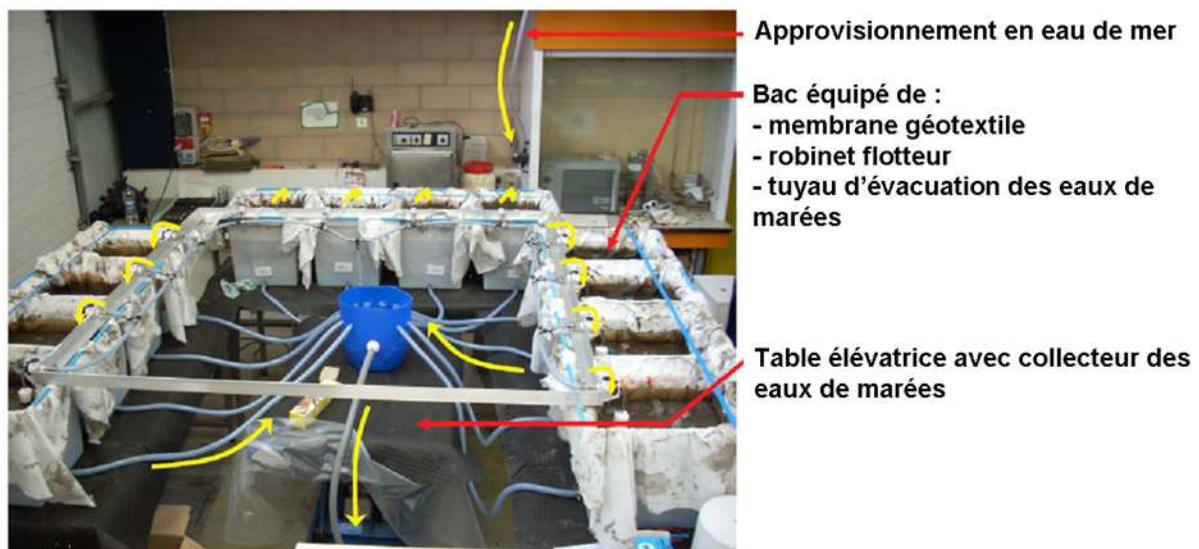 Approvisionnement en eau de mer
Bac équipé de :
- membrane géotextile
- robinet flotteur
- tuyau d'évacuation des eaux de
marées
Table élévatrice avec collecteur des
eaux de marées